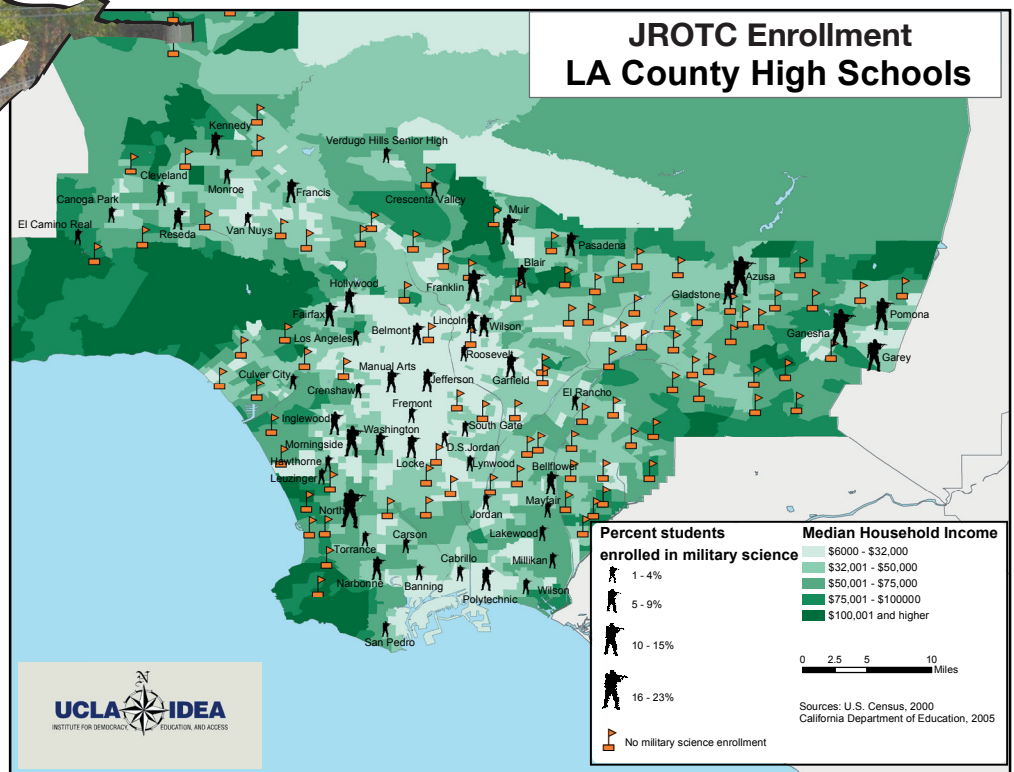 JROTC Enrollment
LA County High Schools
Kennedy
Verdugo Hills Senior High
Cleveland
Monroe
Francis
Canoga Park
Crescenta Valley
El Camino Real
Reseda
Van Nuys
Muir
Pasadena
Blair
Azusa
Hollywood
Franklin
Gladstone
Fairfax
Lincoln
Wilson
Pomona
Belmont
Los Angeles
Ganesha
Roosevelt
Garey
Manual Arts
Culver City
Jefferson
Garfield
Crenshaw
El Rancho
Fremont
Inglewood
South Gate
Washington
Morningside
D.S.Jordan
Hawthorne
Locke
Lynwood
Bellflower
Leuzinger
North
Mayfair
Jordan
Carson
Lakewood
Torrance
Cabrillo
Millikan
Narbonne
Banning
Wilson
Polytechnic
San Pedro
Percent students
enrolled in military science
1 - 4%
5 - 9%
10 - 15%
16 - 23%
No military science enrollment
Median Household Income
$6000 - $32,000
$32,001 - $50,000
$50,001 - $75,000
$75,001 - $100000
$100,001 and higher
0 2.5 5 10
Miles
Sources: U.S. Census, 2000
California Department of Education, 2005
N
UCLA IDEA
INSTITUTE FOR DEMOCRACY, EDUCATION, AND ACCESS